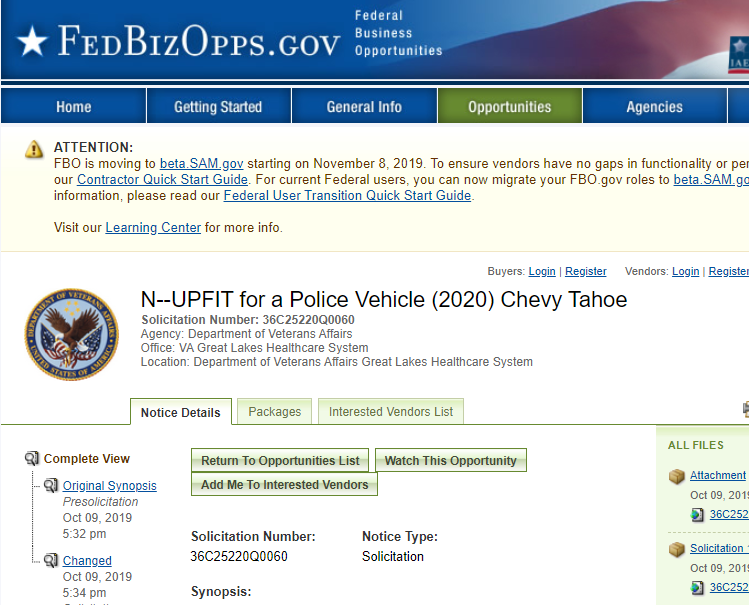 FEDBIZOPPS.GOV
Federal
Business
Opportunities
IAE
Home
Getting Started
General Info
Opportunities
Agencies
ATTENTION:
FBO is moving to beta.SAM.gov starting on November 8, 2019. To ensure vendors have no gaps in functionality or per
our Contractor Quick Start Guide. For current Federal users, you can now migrate your FBO.gov roles to beta.SAM.go
information, please read our Federal User Transition Quick Start Guide.
Visit our Learning Center for more info.
Buyers: Login | Register Vendors: Login | Register
DEPARTMENT OF VETERANS AFFAIRS
UNITED STATES OF AMERICA
N--UPFIT for a Police Vehicle (2020) Chevy Tahoe
Solicitation Number: 36C25220Q0060
Agency: Department of Veterans Affairs
Office: VA Great Lakes Healthcare System
Location: Department of Veterans Affairs Great Lakes Healthcare System
Notice Details
Packages
Interested Vendors List
Complete View
Original Synopsis
Presolicitation
Oct 09, 2019
5:32 pm
Changed
Oct 09, 2019
5:34 pm
Return To Opportunities List
Watch This Opportunity
Add Me To Interested Vendors
Solicitation Number:
36C25220Q0060
Notice Type:
Solicitation
Synopsis:
ALL FILES
Attachment
Oct 09, 2019
36C252
Solicitation 1
Oct 09, 2019
36C252